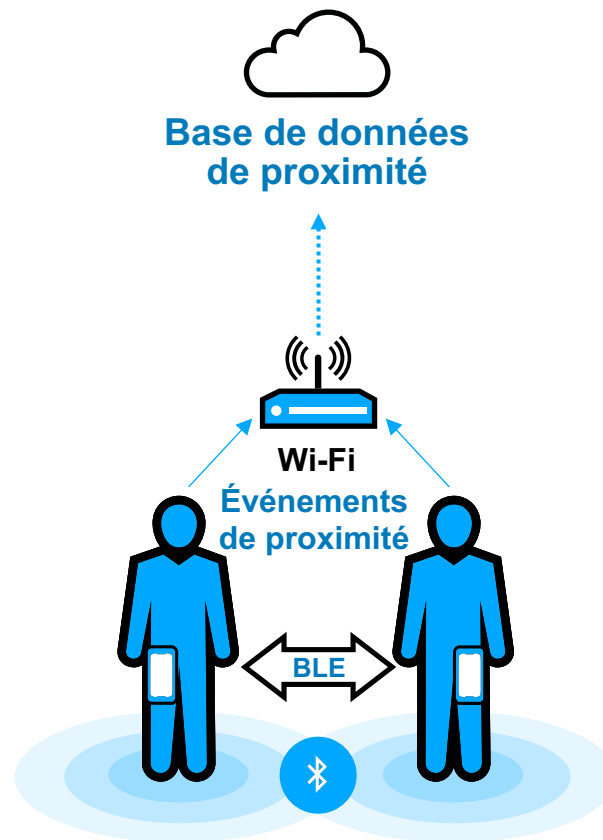 Base de données
de proximité
Wi-Fi
Événements
de proximité
BLE